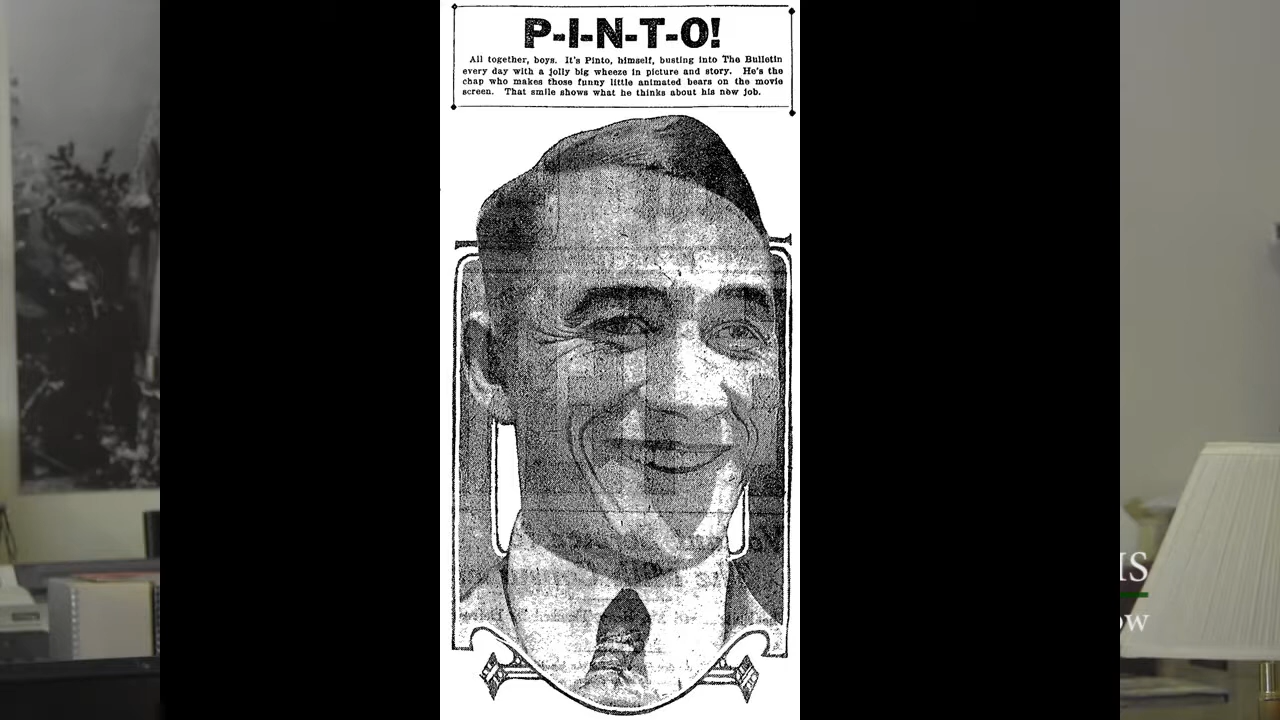 P-I-N-T-O!
All together, boys. It's Pinto, himself, busting into The Bulletin
every day with a jolly big wheeze in picture and story. He's the
chap who makes those funny little animated bears on the movie
screen. That smile shows what he thinks about his new job.
IS
ow